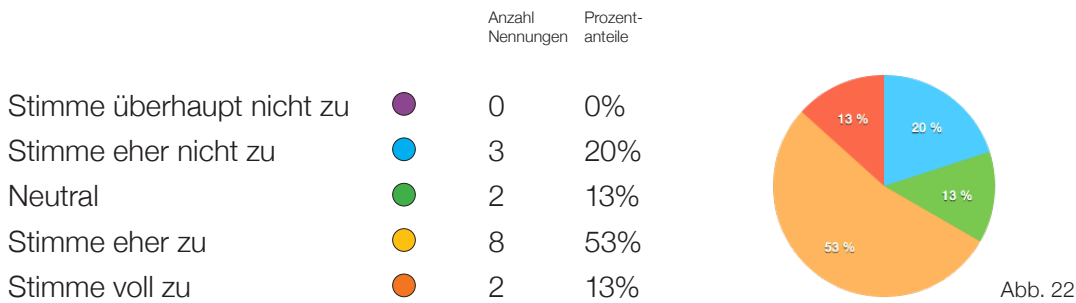 Anzahl Prozent-
Nennungen anteile
Stimme überhaupt nicht zu 0 0%
Stimme eher nicht zu 3 20%
Neutral 2 13%
Stimme eher zu 8 53%
Stimme voll zu 2 13%
13 %
20 %
13 %
53 %
Abb. 22